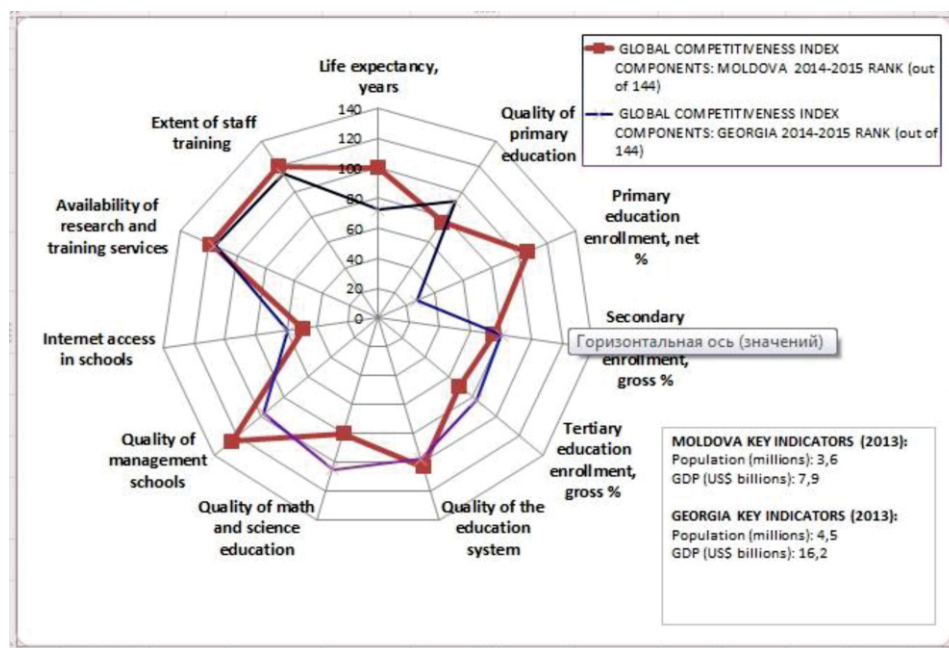 GLOBAL COMPETITIVENESS INDEX
COMPONENTS: MOLDOVA 2014-2015 RANK (out
of 144)
GLOBAL COMPETITIVENESS INDEX
COMPONENTS: GEORGIA 2014-2015 RANK (out of
144)
Life expectancy,
years
Quality of
primary
education
Primary
education
enrollment, net
%
Secondary
enrollment,
gross %
Горизонтальная ось (значений)
Tertiary
education
enrollment,
gross %
Quality of the
education
system
Quality of math
and science
education
Quality of
management
schools
Internet access
in schools
Availability of
research and
training services
Extent of staff
training
140
120
100
80
60
40
20
0
MOLDOVA KEY INDICATORS (2013):
Population (millions): 3,6
GDP (US$ billions): 7,9
GEORGIA KEY INDICATORS (2013):
Population (millions): 4,5
GDP (US$ billions): 16,2